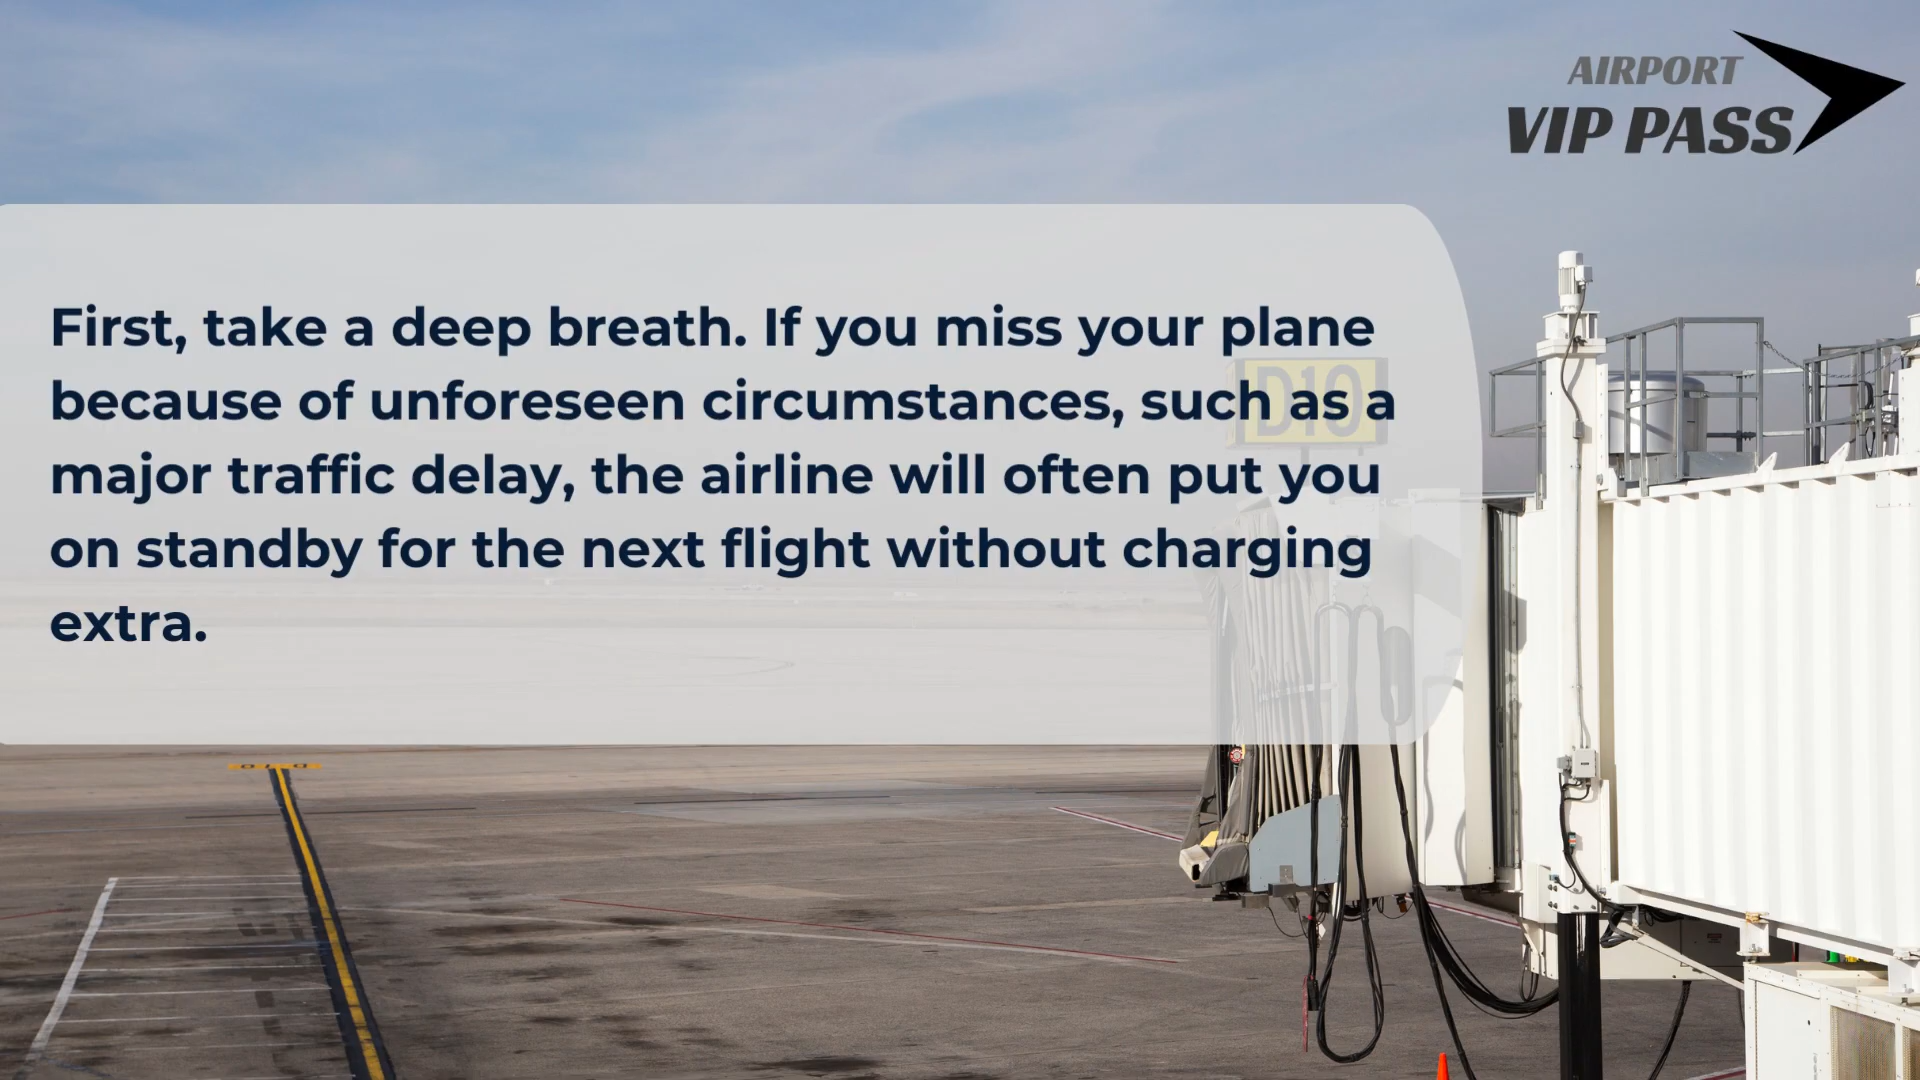 AIRPORT
VIP PASS
First, take a deep breath. If you miss your plane
because of unforeseen circumstances, such as a
major traffic delay, the airline will often put you
on standby for the next flight without charging
extra.
D10